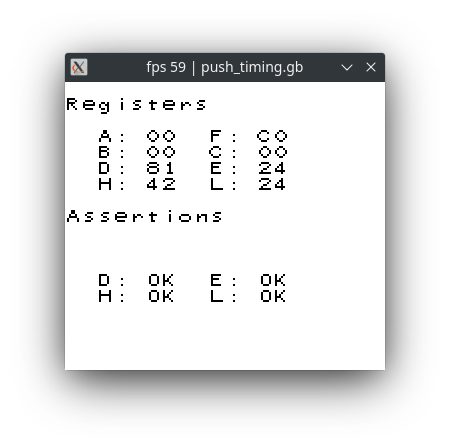 fps 59 | push_timing.gb
Registers
A: 00 F: C0
B: 00 C: 00
D: 81 E: 24
H: 42 L: 24
Assertions
D: OK E: OK
H: OK L: OK